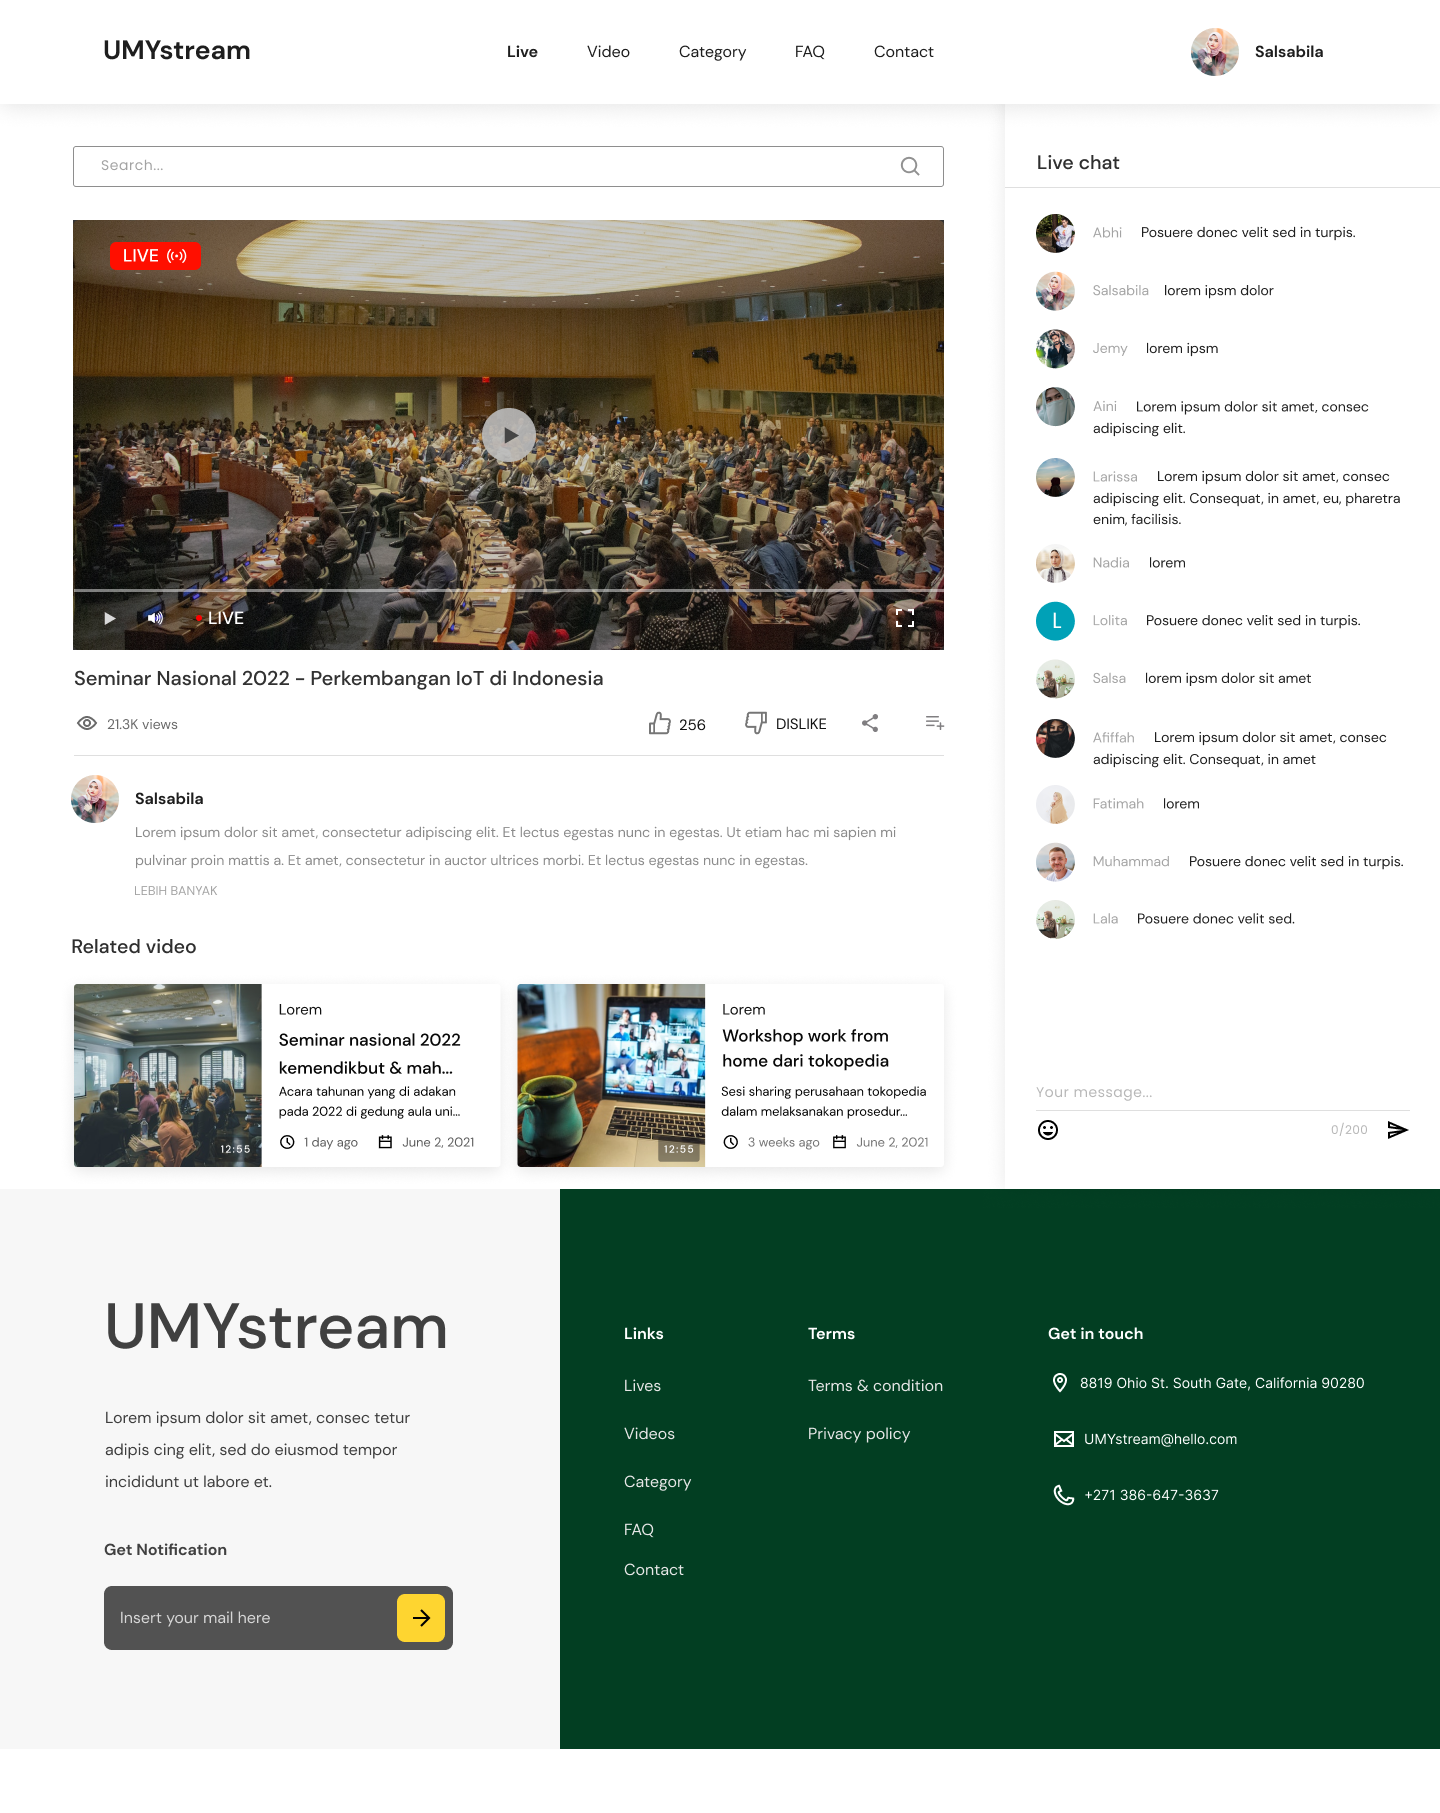 UMYstream
Live
Video
Category
FAQ
Contact
Salsabila
Search...
LIVE
LIVE
Seminar Nasional 2022 - Perkembangan IoT di Indonesia
21.3K views
256
DISLIKE
Salsabila
Lorem ipsum dolor sit amet, consectetur adipiscing elit. Et lectus egestas nunc in egestas. Ut etiam hac mi sapien mi
pulvinar proin mattis a. Et amet, consectetur in auctor ultrices morbi. Et lectus egestas nunc in egestas.
LEBIH BANYAK
Related video
12:55
Lorem
Seminar nasional 2022
kemendikbut & mah...
Acara tahunan yang di adakan
pada 2022 di gedung aula uni...
1 day ago
June 2, 2021
12:55
Lorem
Workshop work from
home dari tokopedia
Sesi sharing perusahaan tokopedia
dalam melaksanakan prosedur...
3 weeks ago
June 2, 2021
Live chat
Abhi Posuere donec velit sed in turpis.
Salsabila lorem ipsm dolor
Jemy lorem ipsm
Aini Lorem ipsum dolor sit amet, consec
adipiscing elit.
Larissa Lorem ipsum dolor sit amet, consec
adipiscing elit. Consequat, in amet, eu, pharetra
enim, facilisis.
Nadia lorem
L
Lolita Posuere donec velit sed in turpis.
Salsa lorem ipsm dolor sit amet
Afiffah Lorem ipsum dolor sit amet, consec
adipiscing elit. Consequat, in amet
Fatimah lorem
Muhammad Posuere donec velit sed in turpis.
Lala Posuere donec velit sed.
Your message...
0/200
UMYstream
Lorem ipsum dolor sit amet, consec tetur
adipis cing elit, sed do eiusmod tempor
incididunt ut labore et.
Get Notification
Insert your mail here
Links
Lives
Videos
Category
FAQ
Contact
Terms
Terms & condition
Privacy policy
Get in touch
8819 Ohio St. South Gate, California 90280
UMYstream@hello.com
+271 386-647-3637